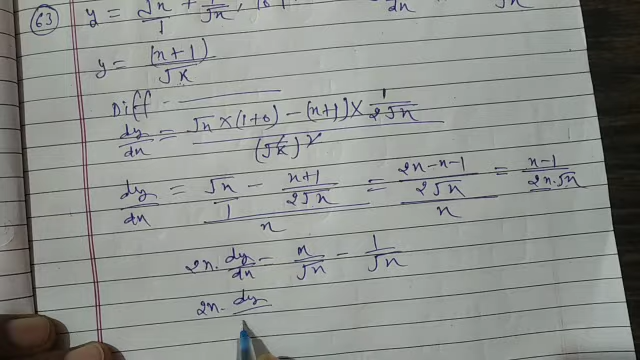 63 y = √x/1 + 1/√x,
y = (x+1)/√x
Diff -
dy/dx = √x × (1+0) - (x+1) × 1/2√x / (√x)²
dy/dx = √x/1 - x+1/2√x / x = 2x-x-1/2√x / x = x-1/2x·√x
2x· dy/dx = x/√x - 1/√x
2x· dy